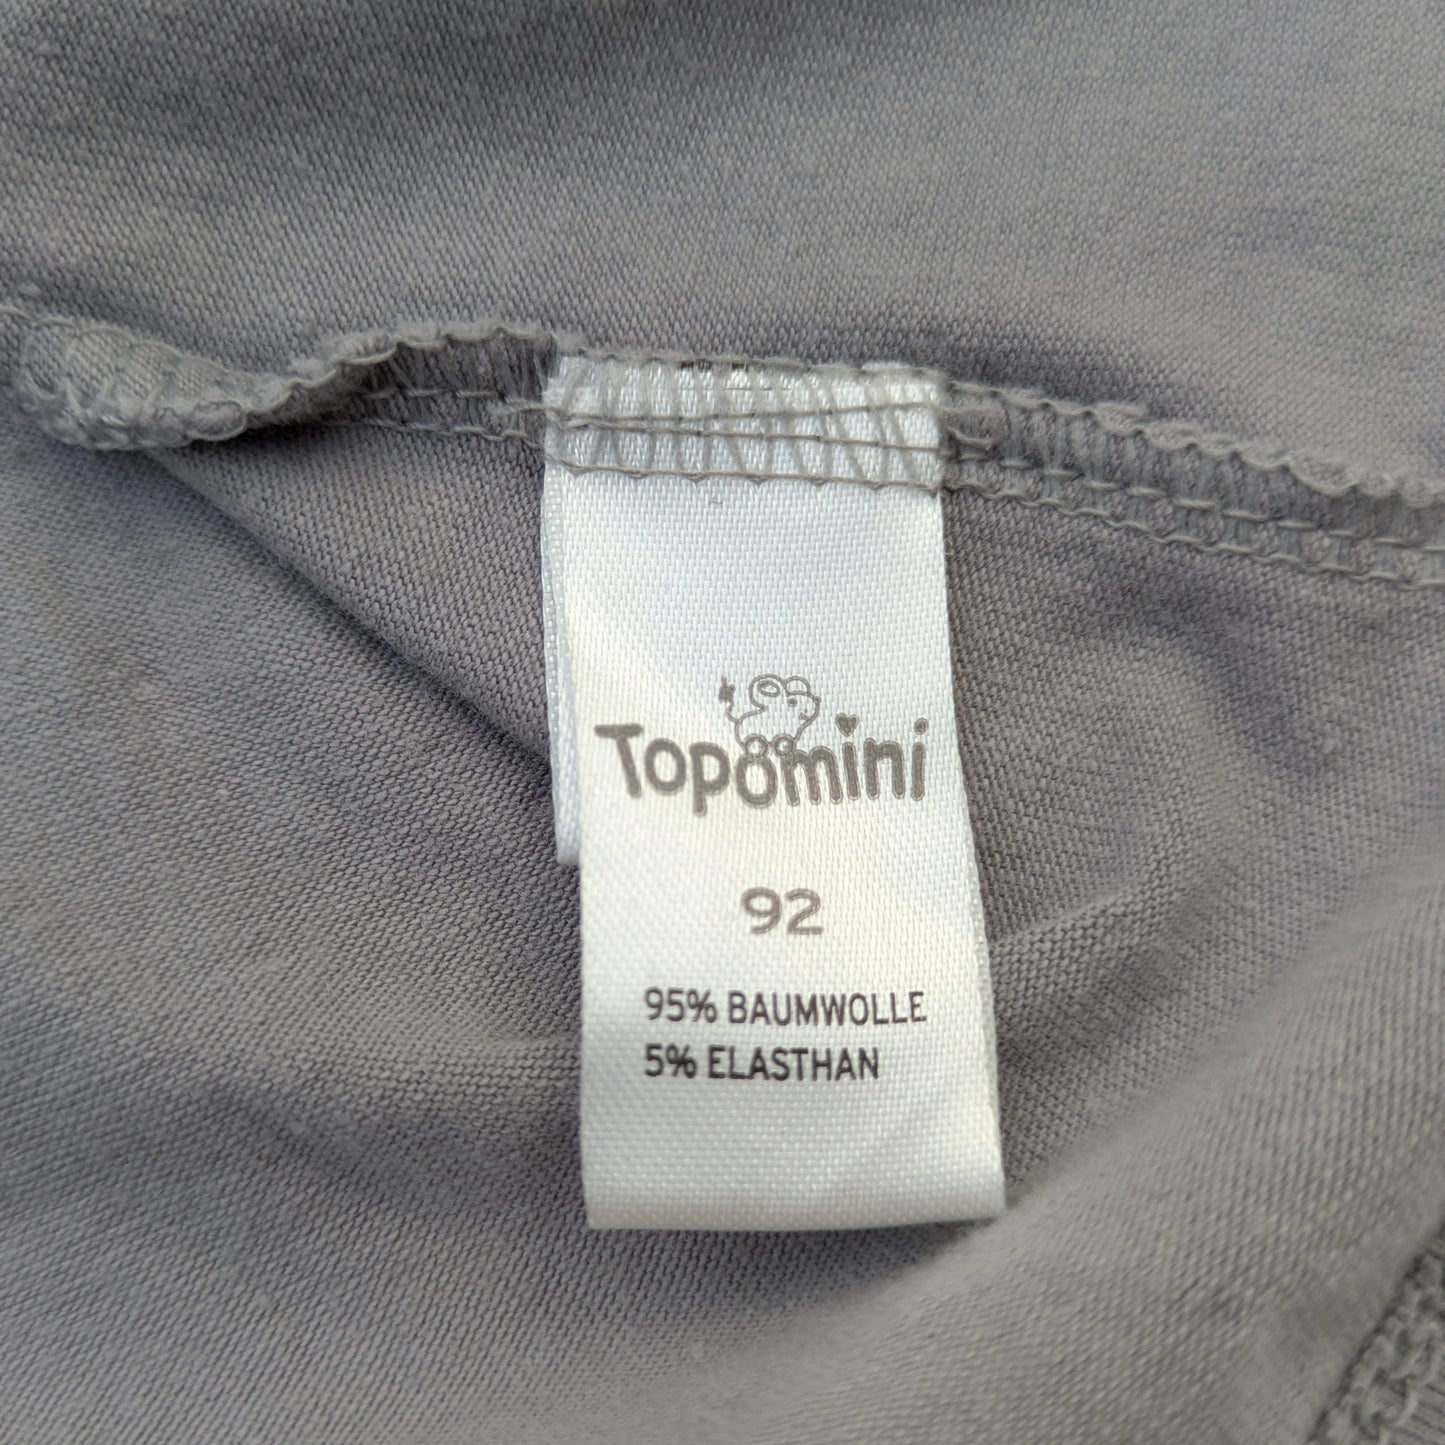 Topomini
92
95% BAUMWOLLE
5% ELASTHAN